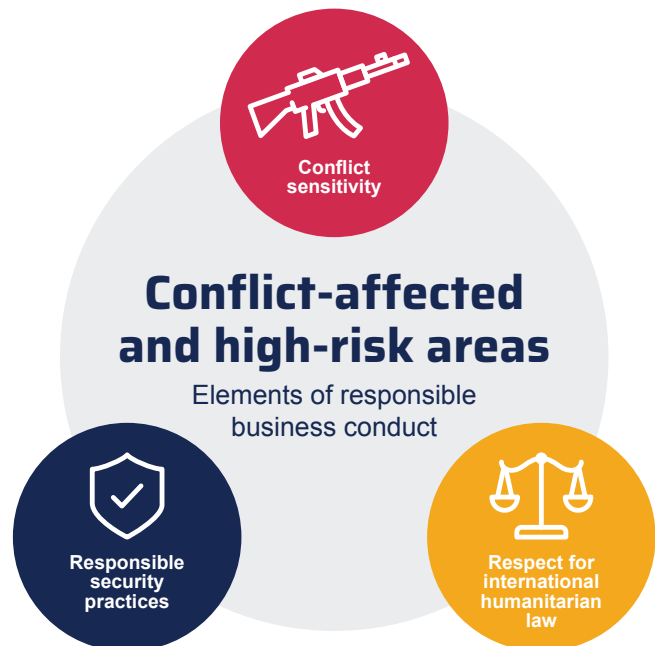 Conflict
sensitivity
Conflict-affected
and high-risk areas
Elements of responsible
business conduct
Responsible
security
practices
Respect for
international
humanitarian
law